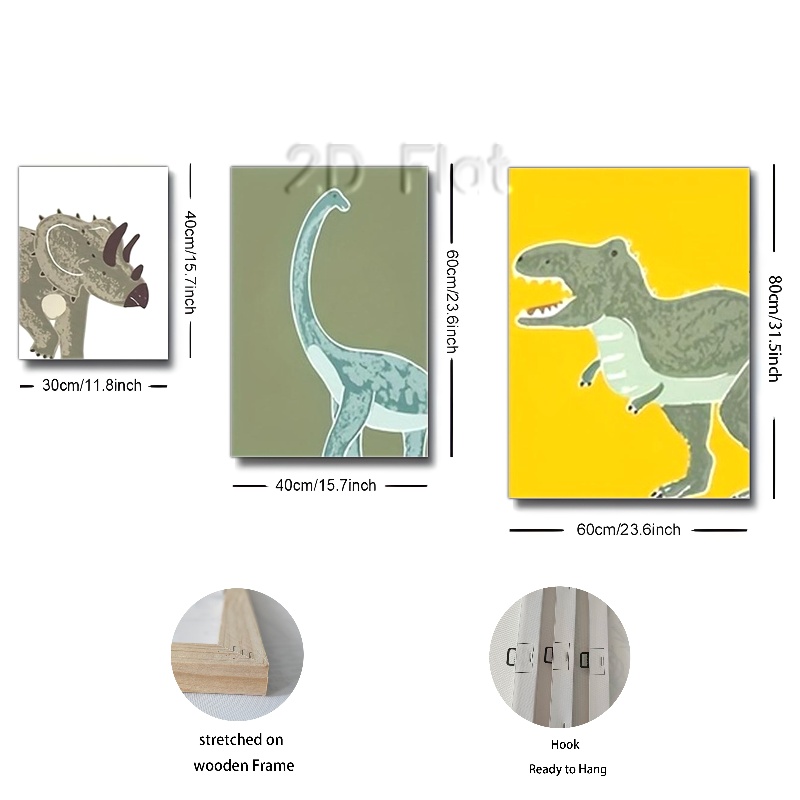 2D Flat
40cm/15.7inch
30cm/11.8inch
60cm/23.6inch
40cm/15.7inch
80cm/31.5inch
60cm/23.6inch
stretched on
wooden Frame
Hook
Ready to Hang